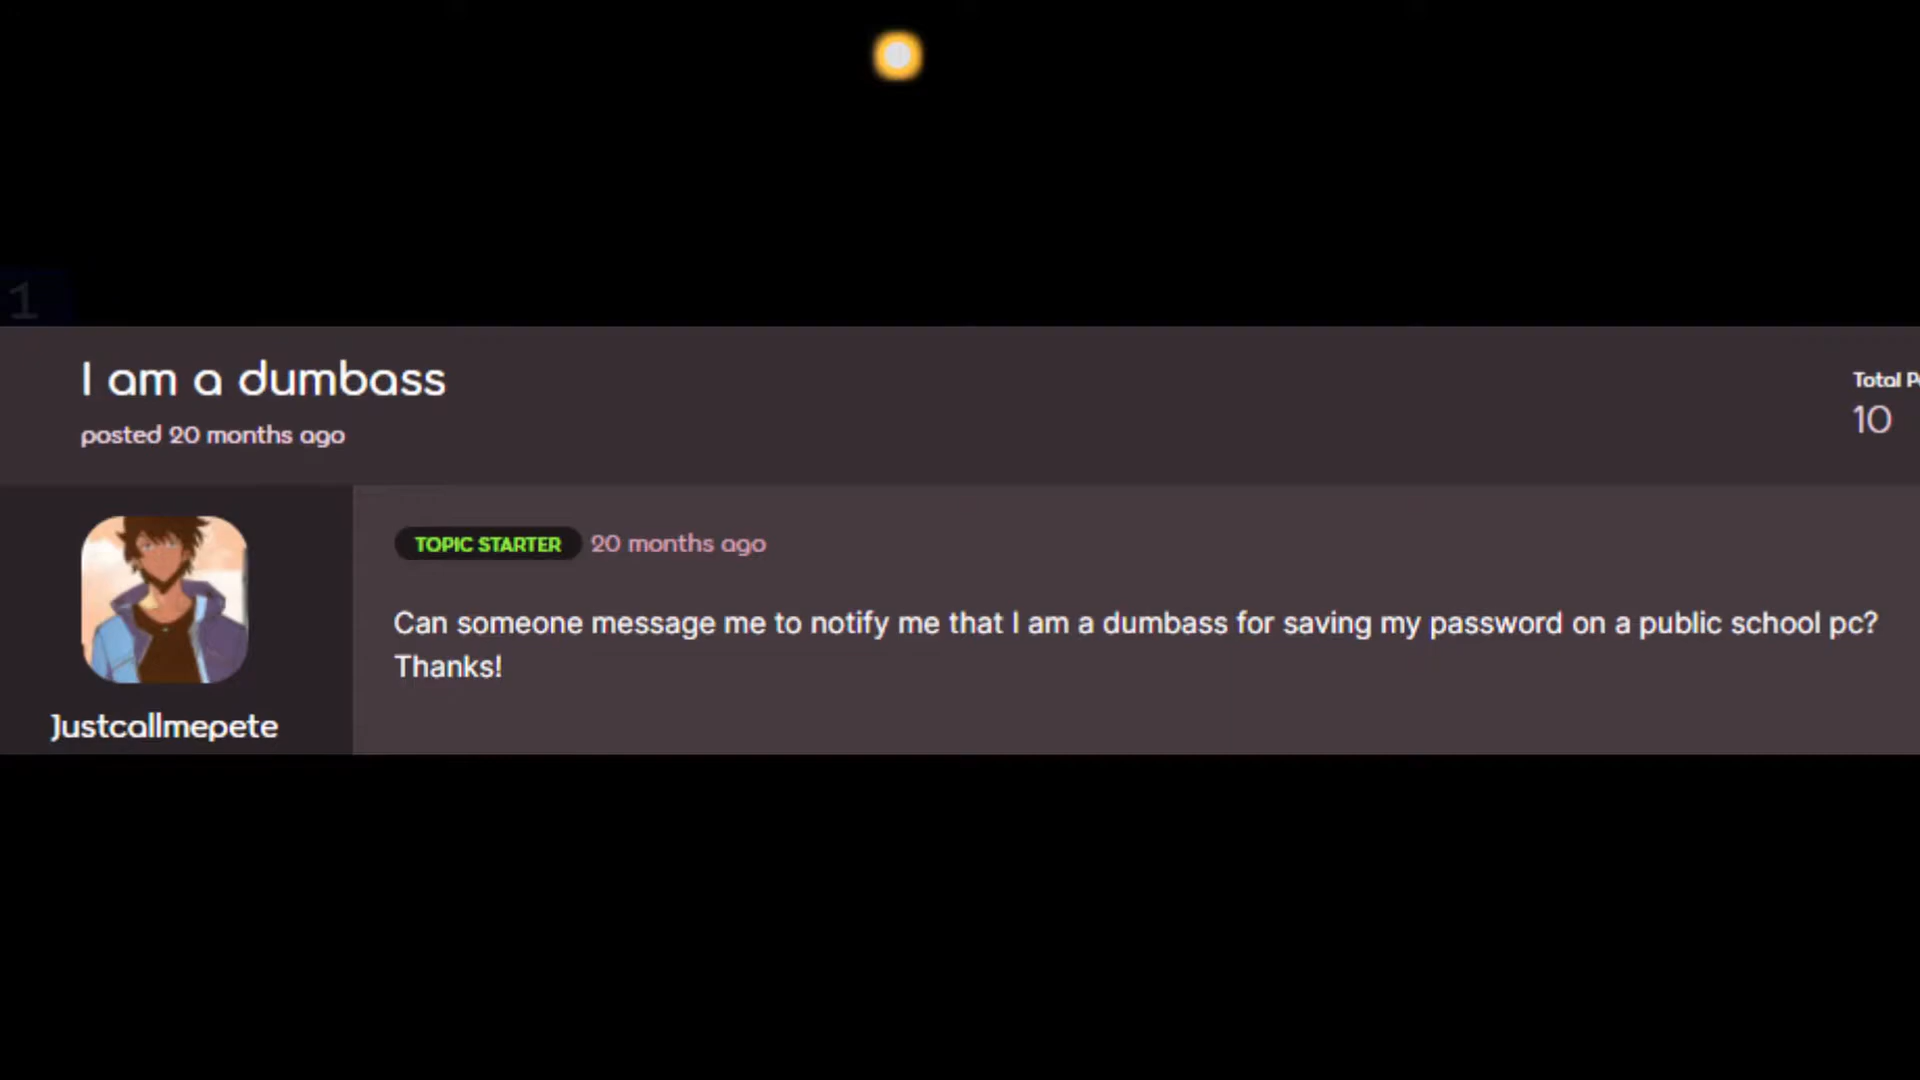 1
I am a dumbass
posted 20 months ago
Total P
10
TOPIC STARTER 20 months ago
Can someone message me to notify me that I am a dumbass for saving my password on a public school pc?
Thanks!
Justcallmepete